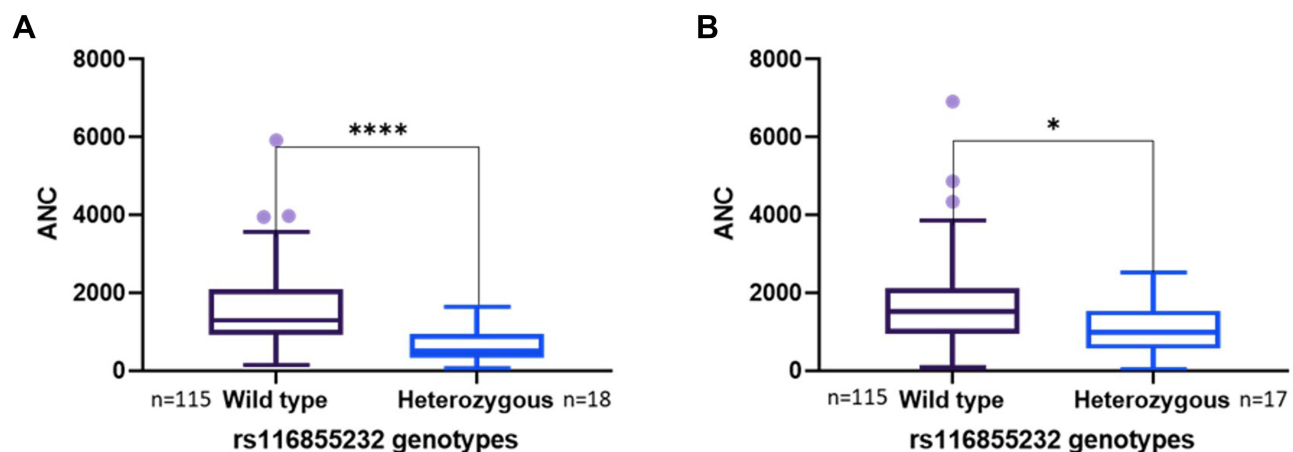 A
8000
6000
4000
2000
0
ANC
****
n=115 Wild type Heterozygous n=18
rs116855232 genotypes
B
8000
6000
4000
2000
0
ANC
*
n=115 Wild type Heterozygous n=17
rs116855232 genotypes